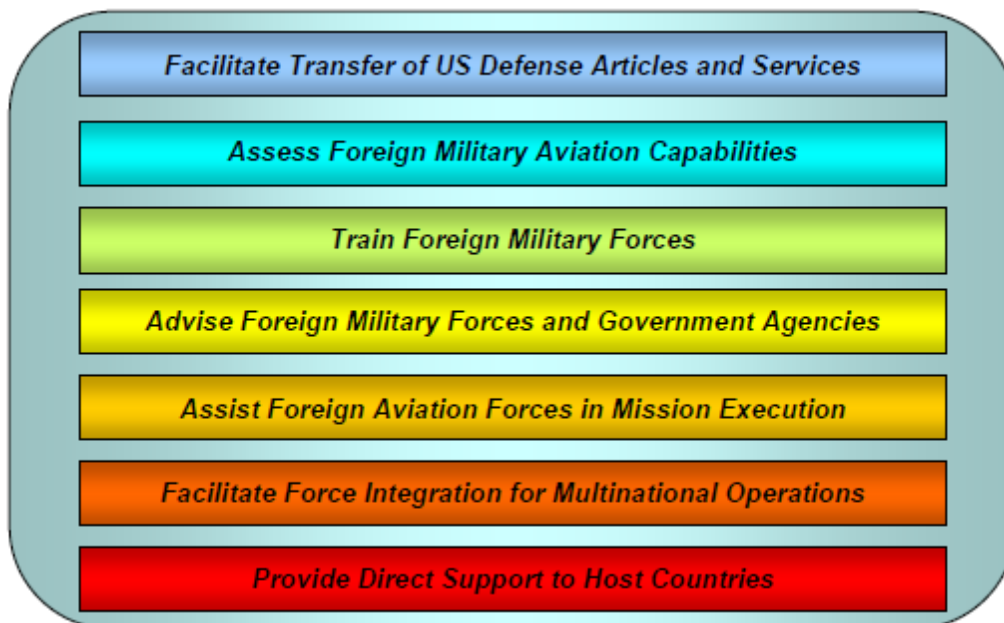 Facilitate Transfer of US Defense Articles and Services
Assess Foreign Military Aviation Capabilities
Train Foreign Military Forces
Advise Foreign Military Forces and Government Agencies
Assist Foreign Aviation Forces in Mission Execution
Facilitate Force Integration for Multinational Operations
Provide Direct Support to Host Countries